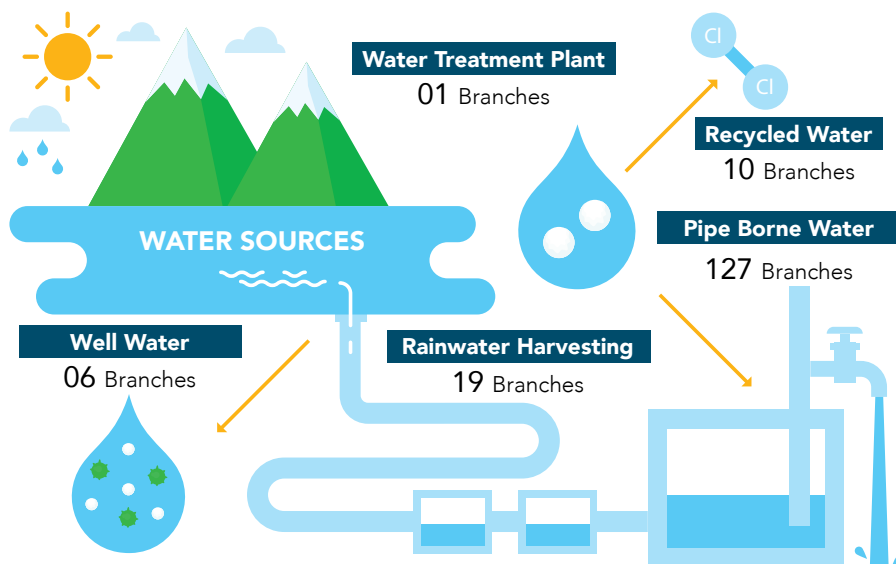 Water Treatment Plant
01 Branches
Cl
Cl
Recycled Water
10 Branches
WATER SOURCES
Pipe Borne Water
127 Branches
Well Water
06 Branches
Rainwater Harvesting
19 Branches